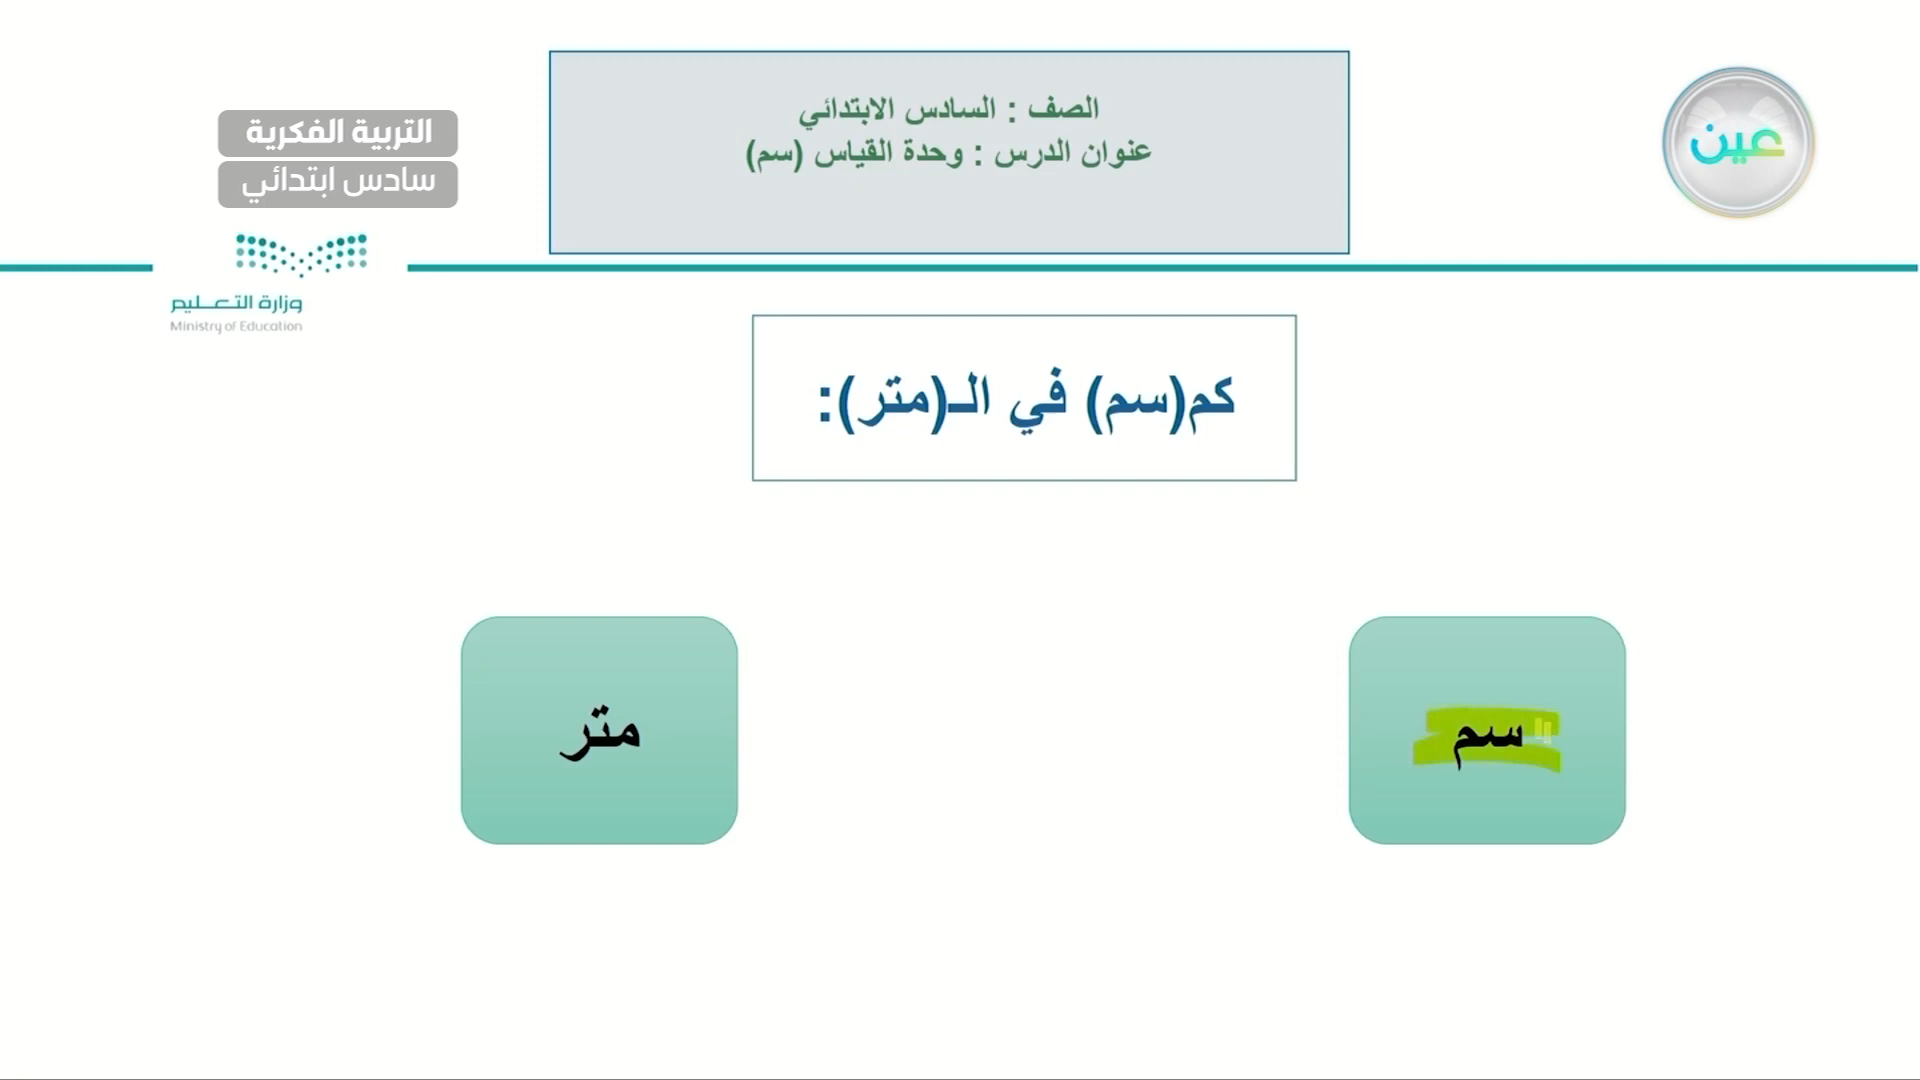 الصف : السادس الابتدائي
عنوان الدرس : وحدة القياس (سم)
عين
التربية الفكرية
سادس ابتدائي
وزارة التعليم
Ministry of Education
كم(سم) في الـ(متر):
سم
متر